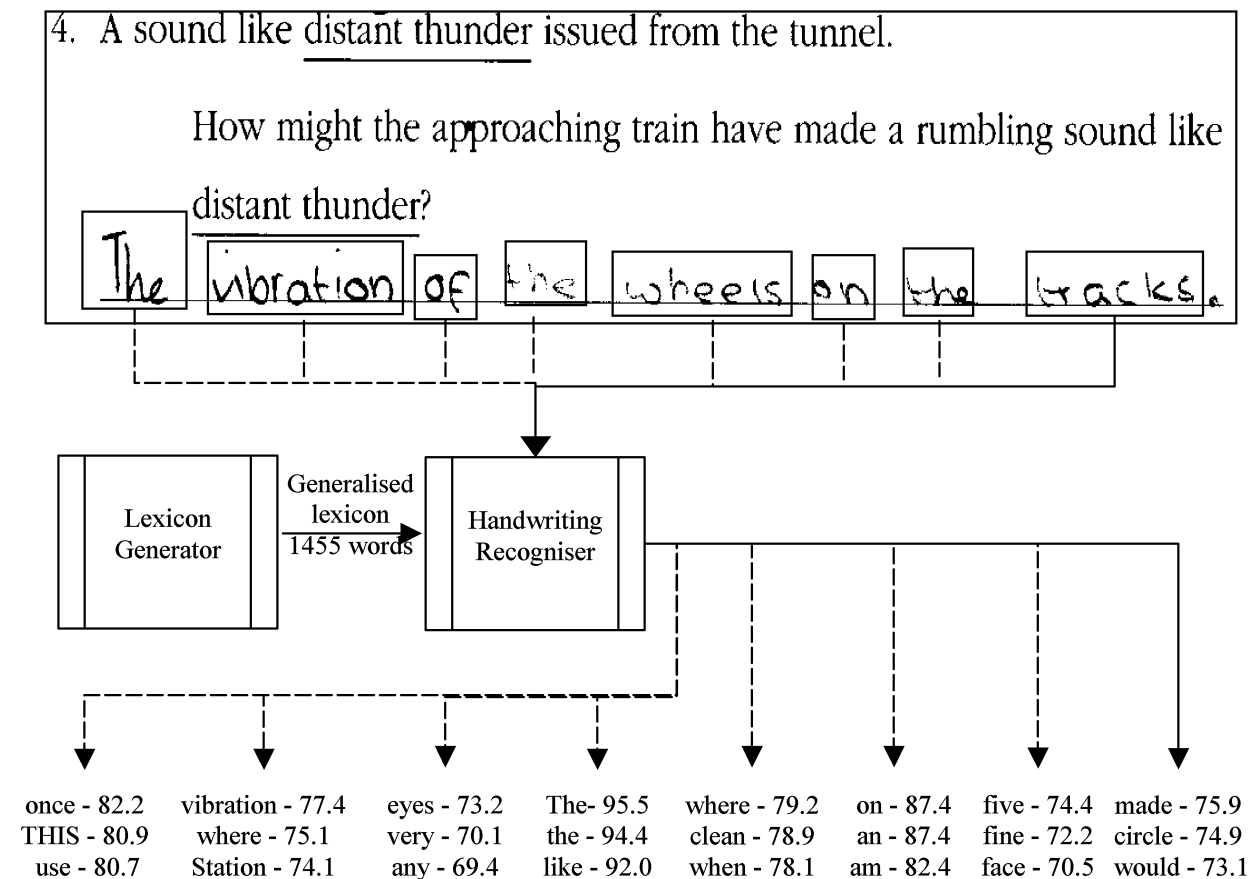 4. A sound like distant thunder issued from the tunnel.
How might the approaching train have made a rumbling sound like
distant thunder?
The vibration of the wheels on the tracks.
Generalised
lexicon
1455 words
Lexicon
Generator
Handwriting
Recogniser
once - 82.2 vibration - 77.4 eyes - 73.2 The- 95.5 where - 79.2 on - 87.4 five - 74.4 made - 75.9
THIS - 80.9 where - 75.1 very - 70.1 the - 94.4 clean - 78.9 an - 87.4 fine - 72.2 circle - 74.9
use - 80.7 Station - 74.1 any - 69.4 like - 92.0 when - 78.1 am - 82.4 face - 70.5 would - 73.1